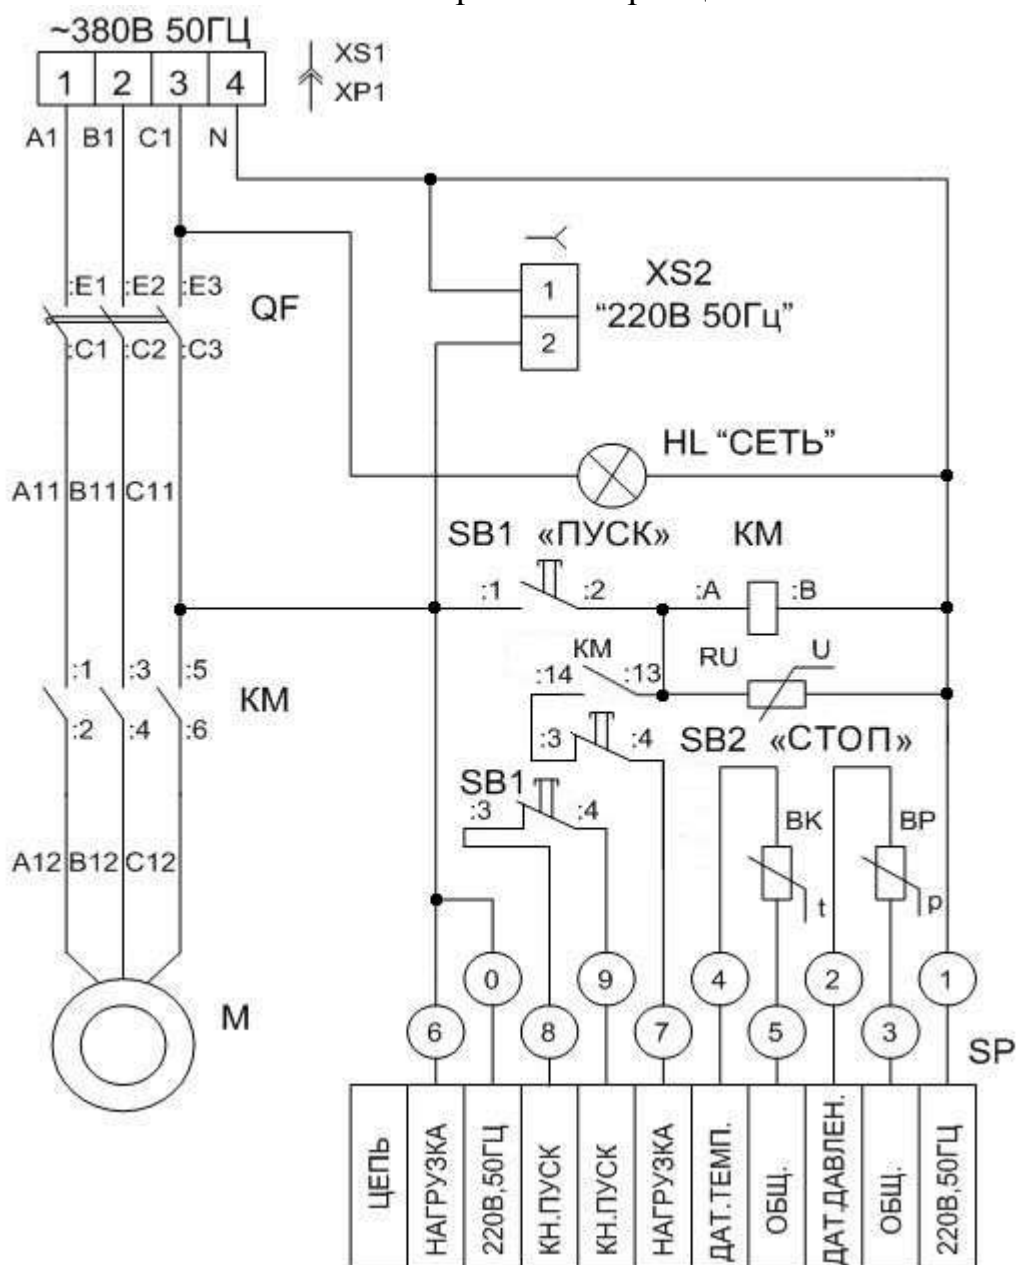 ~380В 50ГЦ
1 2 3 4
XS1
XP1
A1 B1 C1 N
:E1 :E2 :E3
QF
:C1 :C2 :C3
1
2
XS2
“220В 50Гц”
HL “СЕТЬ”
A11 B11 C11
SB1 «ПУСК» КМ
:1 :2 :A :B
КМ
:14 :13
RU U
:1 :3 :5
КМ
:2 :4 :6
:3 :4
SB2 «СТОП»
SB1
:3 :4
BK BP
A12 B12 C12
t p
0 9 4 2 1
6 8 7 5 3
M
SP
ЦЕПЬ
НАГРУЗКА
220В,50ГЦ
КН.ПУСК
КН.ПУСК
НАГРУЗКА
ДАТ.ТЕМП.
ОБЩ.
ДАТ.ДАВЛЕН.
ОБЩ.
220В,50ГЦ